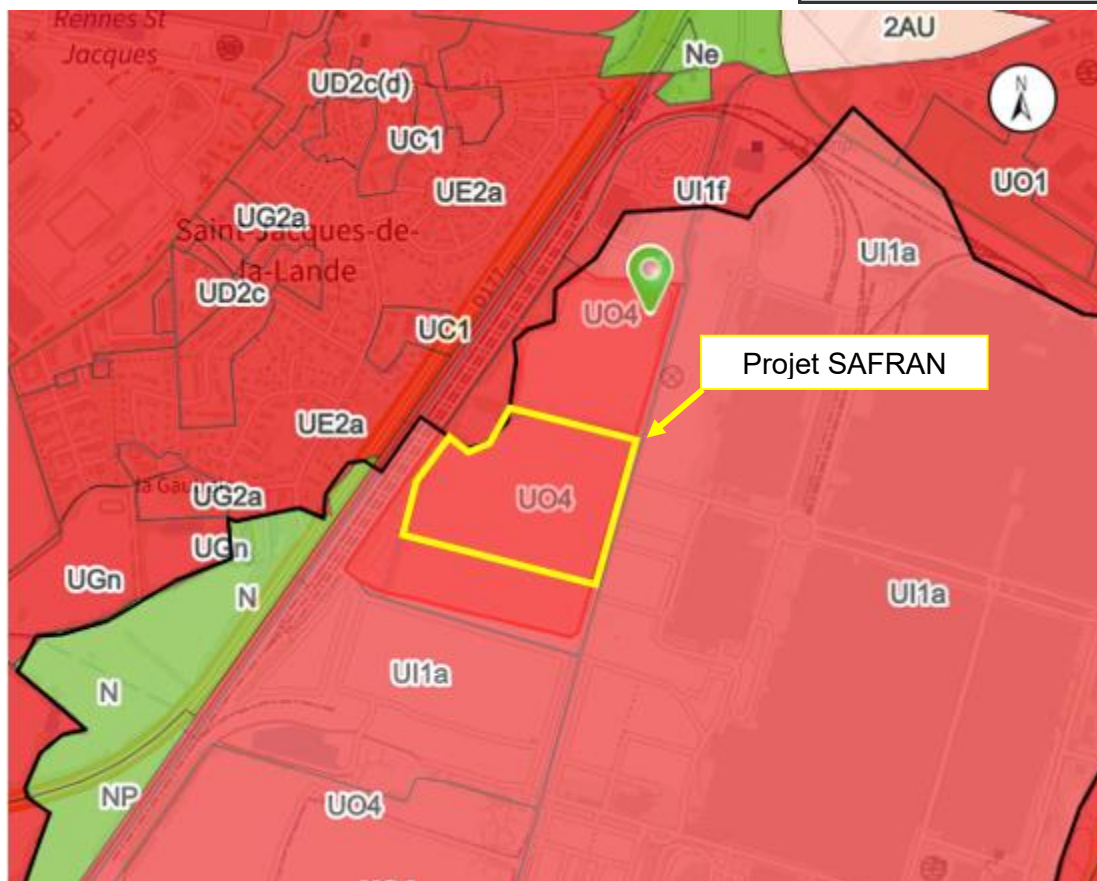 Rennes St
Jacques
2AU
Ne
N
UD2c(d)
UC1
UE2a
UI1f
UO1
UG2a
Saint-Jacques-de-
la-Lande
UI1a
UD2c
D177
UO4
UC1
Projet SAFRAN
UE2a
UG2a
UO4
UGn
UGn
N
UI1a
UI1a
N
NP
UO4